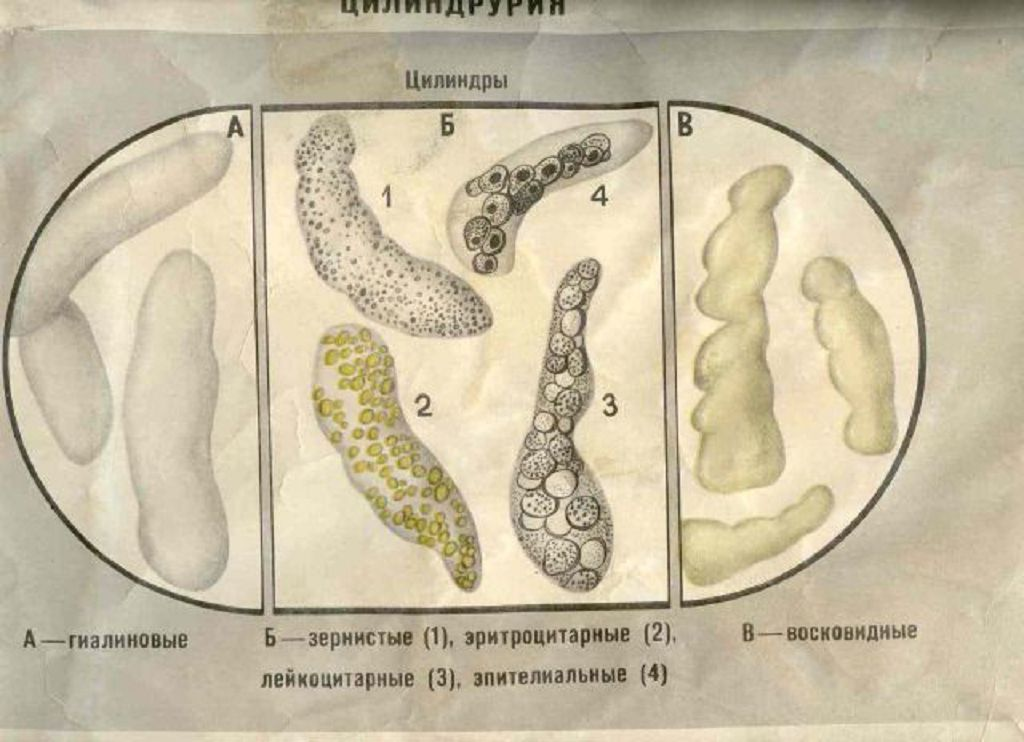 ЦИЛИНДРУРИЯ
Цилиндры
А Б В
1
4
2
3
А — гиалиновые
Б — зернистые (1), эритроцитарные (2),
лейкоцитарные (3), эпителиальные (4)
В — восковидные